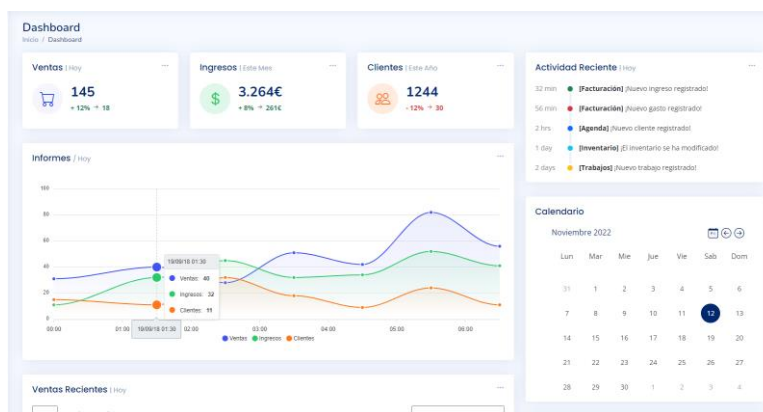 Dashboard
Inicio / Dashboard
Ventas | Hoy
145
+ 12% → 18
Ingresos | Este Mes
3.264€
+ 8% → 261€
Clientes | Este Año
1244
- 12% → 30
Informes / Hoy
100
80
60
40
20
0
19/09/18 01:30
Ventas: 40
Ingresos: 32
Clientes: 11
00:00
01:00
19/09/18 01:30
02:00
03:00
04:00
05:00
06:00
Ventas Ingresos Clientes
Ventas Recientes | Hoy
Actividad Reciente | Hoy
32 min [Facturación] ¡Nuevo ingreso registrado!
56 min [Facturación] ¡Nuevo gasto registrado!
2 hrs [Agenda] ¡Nuevo cliente registrado!
1 day [Inventario] ¡El inventario se ha modificado!
2 days [Trabajos] ¡Nuevo trabajo registrado!
Calendario
Noviembre 2022
Lun Mar Mie Jue Vie Sab Dom
31 1 2 3 4 5 6
7 8 9 10 11 12 13
14 15 16 17 18 19 20
21 22 23 24 25 26 27
28 29 30 1 2 3 4